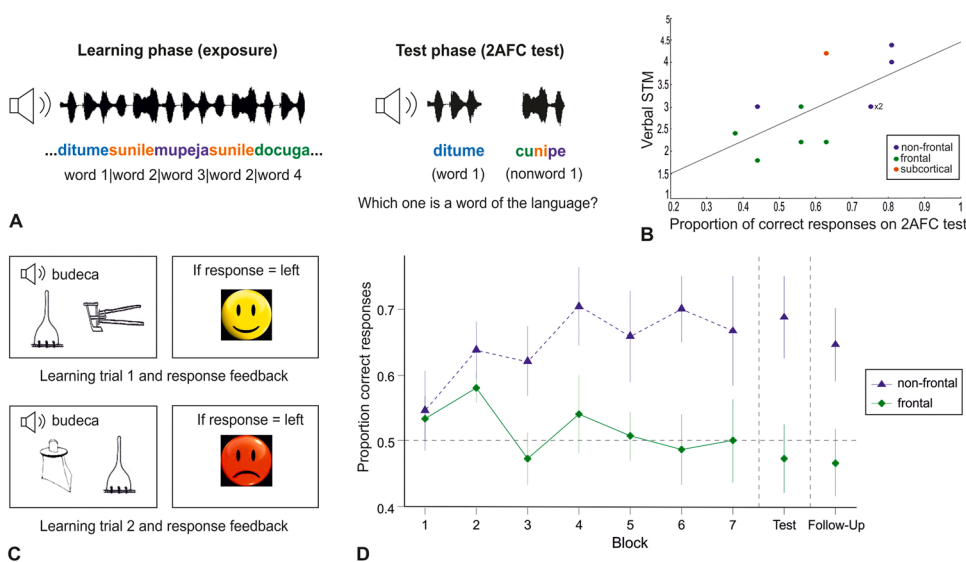 Learning phase (exposure)
...ditumesunilemupejasuniledocuga...
word 1|word 2|word 3|word 2|word 4
A
Test phase (2AFC test)
ditume
cunipe
(word 1)
(nonword 1)
Which one is a word of the language?
Verbal STM
5
4.5
4
3.5
3
2.5
2
1.5
1
0.2
0.3
0.4
0.5
0.6
0.7
0.8
0.9
1
x2
non-frontal
frontal
subcortical
Proportion of correct responses on 2AFC test
B
budeca
If response = left
Learning trial 1 and response feedback
budeca
If response = left
Learning trial 2 and response feedback
C
Proportion correct responses
0.7
0.6
0.5
0.4
1
2
3
4
5
6
7
Test
Follow-Up
Block
non-frontal
frontal
D